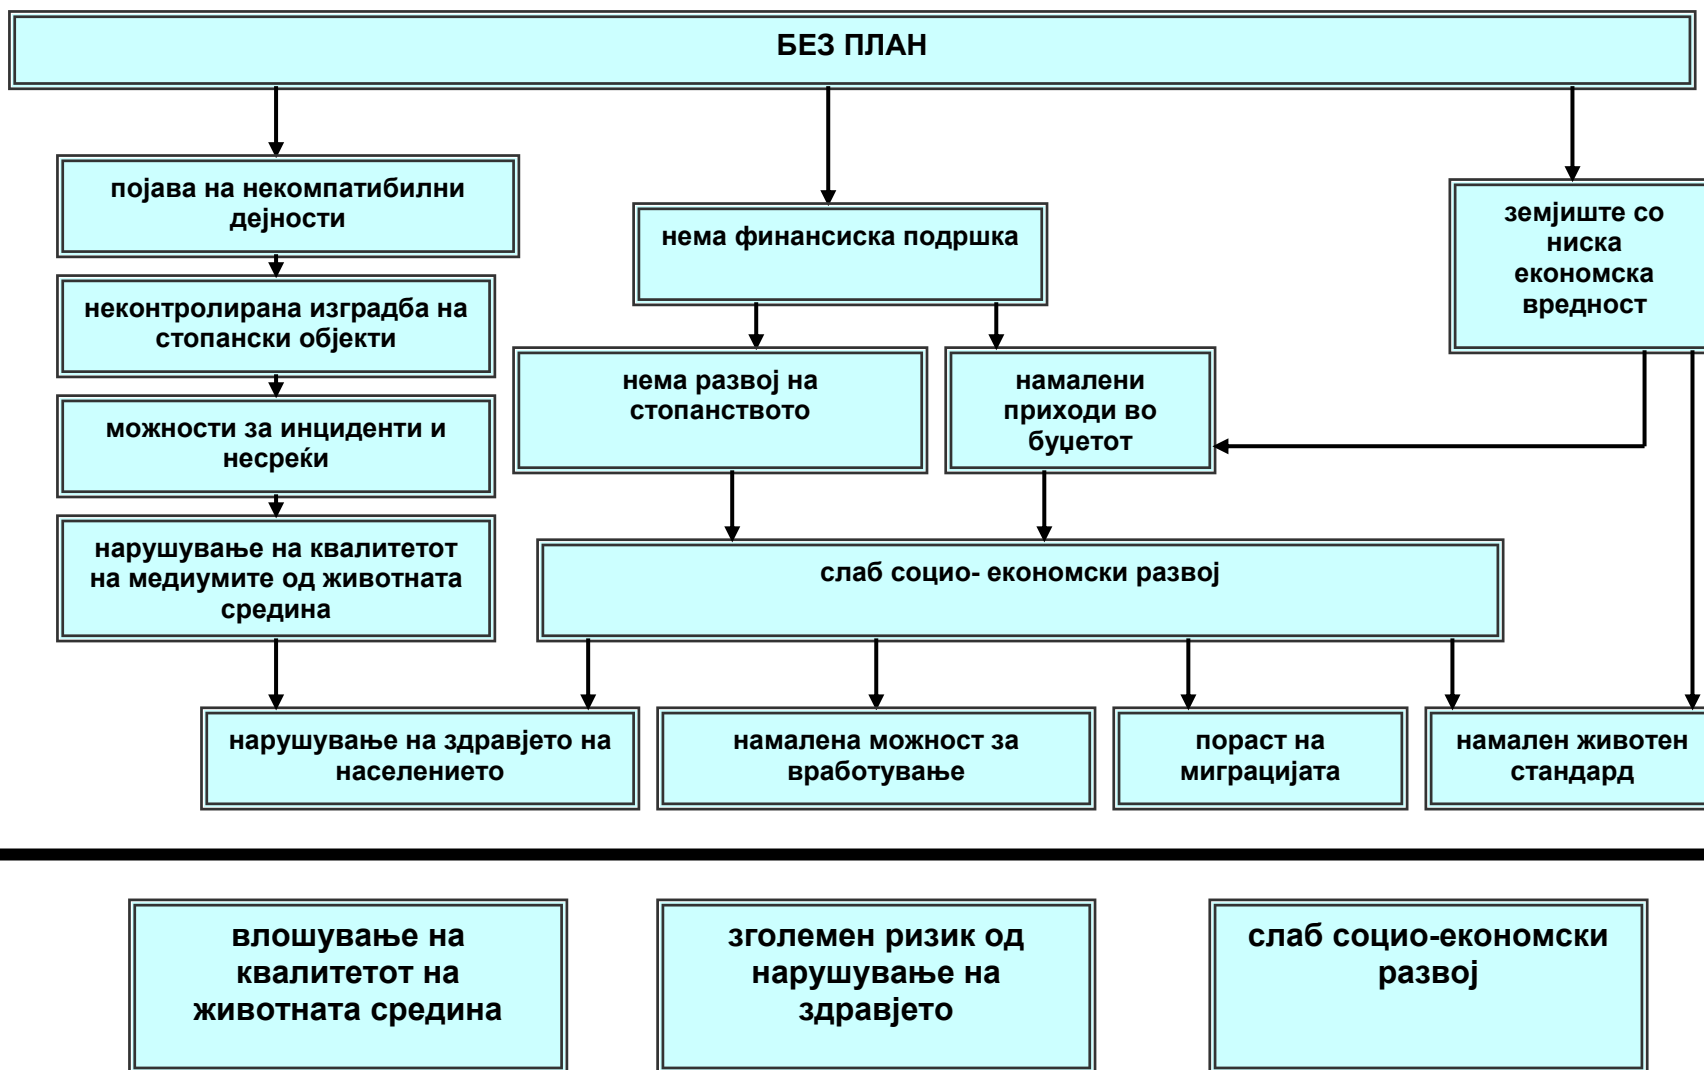 БЕЗ ПЛАН
појава на некомпатибилни
дејности
нема финансиска подршка
земјиште со
ниска
економска
вредност
неконтролирана изградба на
стопански објекти
нема развој на
стопанството
намалени
приходи во
буџетот
можности за инциденти и
несреќи
нарушување на квалитетот
на медиумите од животната
средина
слаб социо- економски развој
нарушување на здравјето на
населението
намалена можност за
вработување
пораст на
миграцијата
намален животен
стандард
влошување на
квалитетот на
животната средина
зголемен ризик од
нарушување на
здравјето
слаб социо-економски
развој